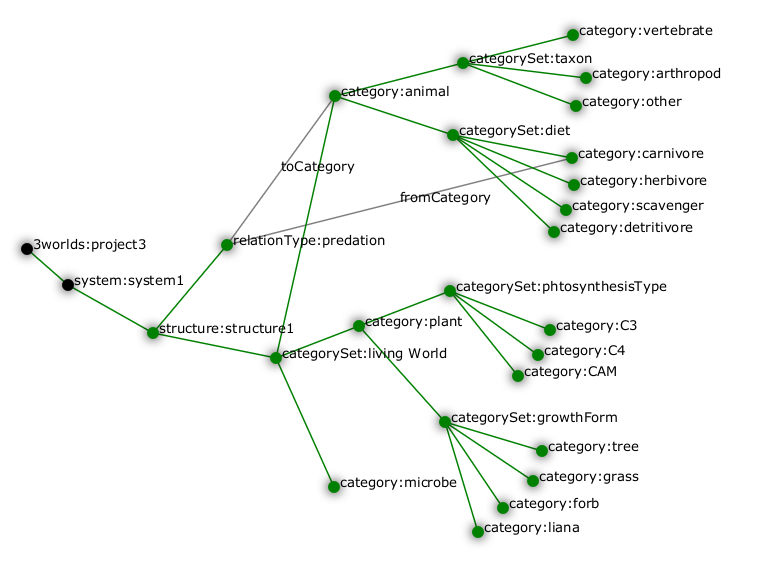 category:vertebrate
categorySet:taxon
category:arthropod
category:animal
category:other
categorySet:diet
category:carnivore
toCategory
category:herbivore
fromCategory
category:scavenger
category:detritivore
relationType:predation
3worlds:project3
system:system1
categorySet:phtosynthesisType
structure:structure1
category:plant
category:C3
categorySet:living World
category:C4
category:CAM
categorySet:growthForm
category:tree
category:microbe
category:grass
category:forb
category:liana